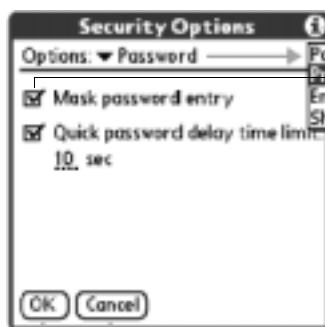 Security Options
Options: Password
Mask password entry
Quick password delay time limit:
10 sec
OK Cancel